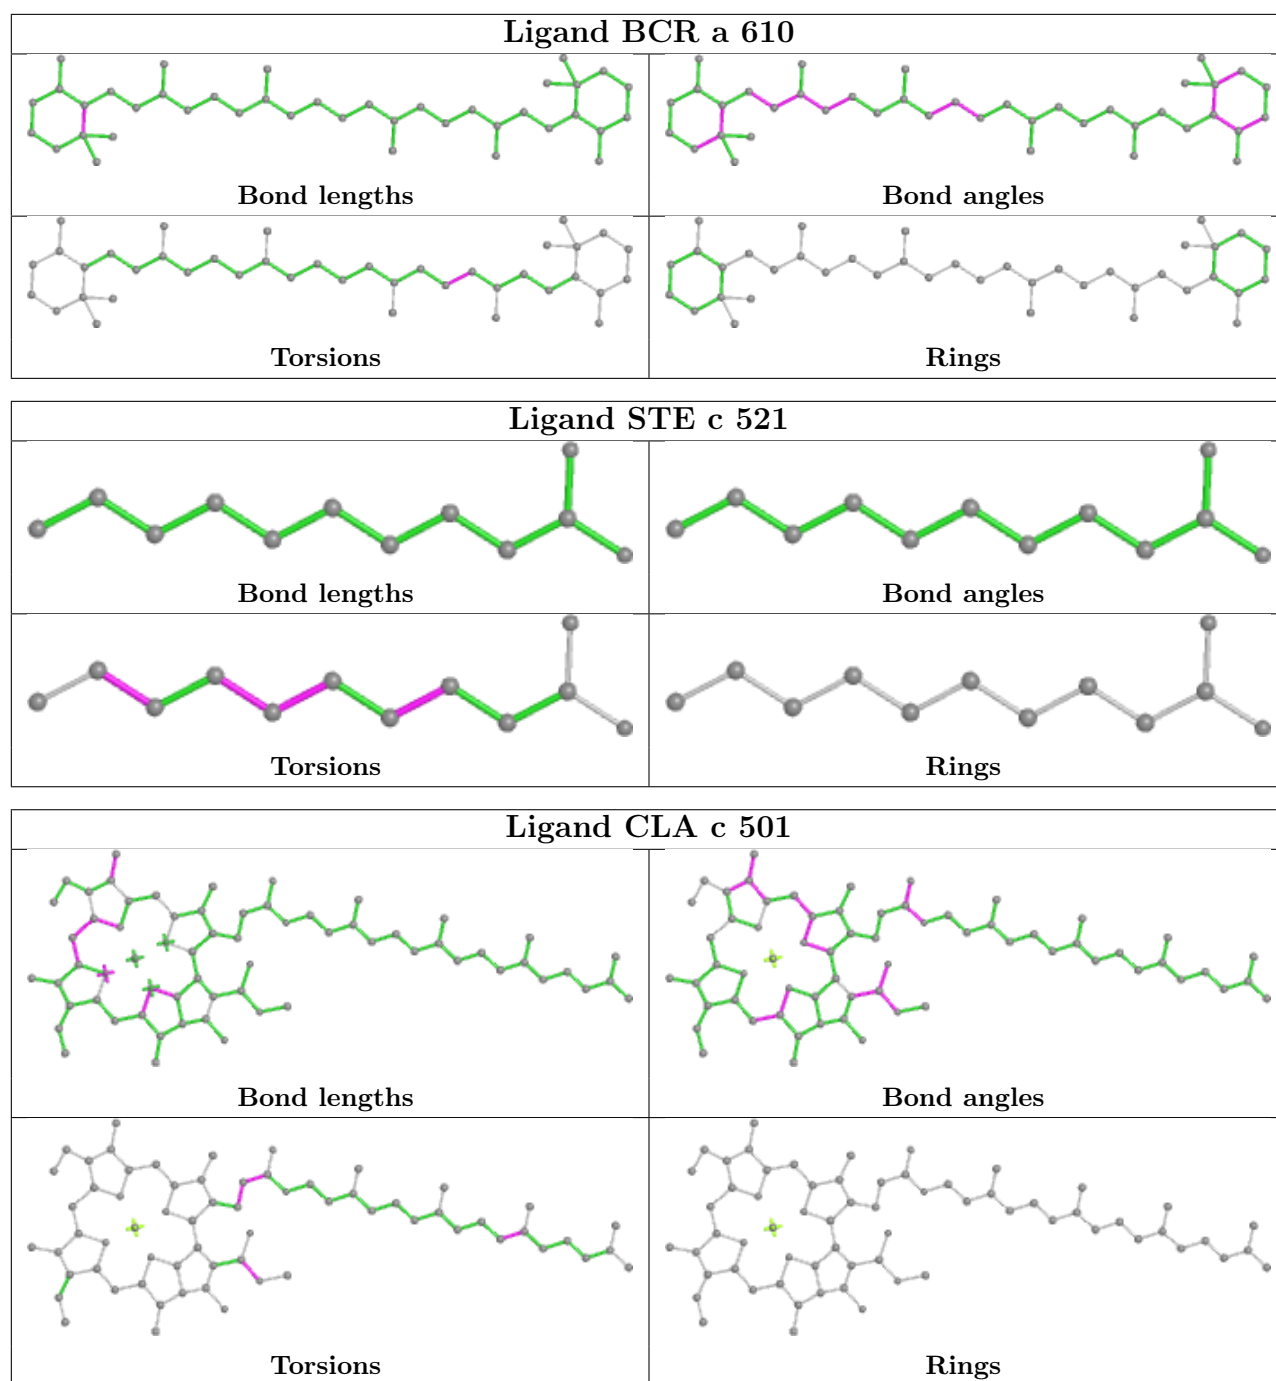 Ligand BCR a 610
Bond lengths
Bond angles
Torsions
Rings
Ligand STE c 521
Bond lengths
Bond angles
Torsions
Rings
Ligand CLA c 501
Bond lengths
Bond angles
Torsions
Rings